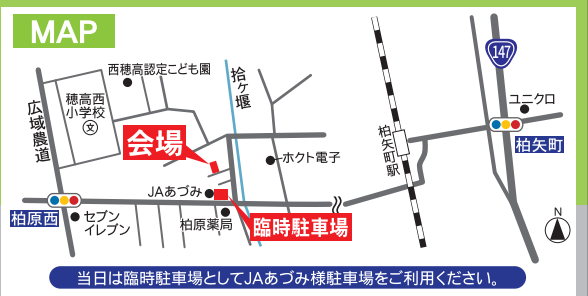 MAP
147
西穂高認定こども園
拾ヶ堰
ユニクロ
穂高西
小学校
文
広域農道
会場
柏矢町駅
柏矢町
ホクト電子
JAあづみ
柏原西
セブン
イレブン
柏原薬局
臨時駐車場
N
当日は臨時駐車場としてJAあづみ様駐車場をご利用ください。